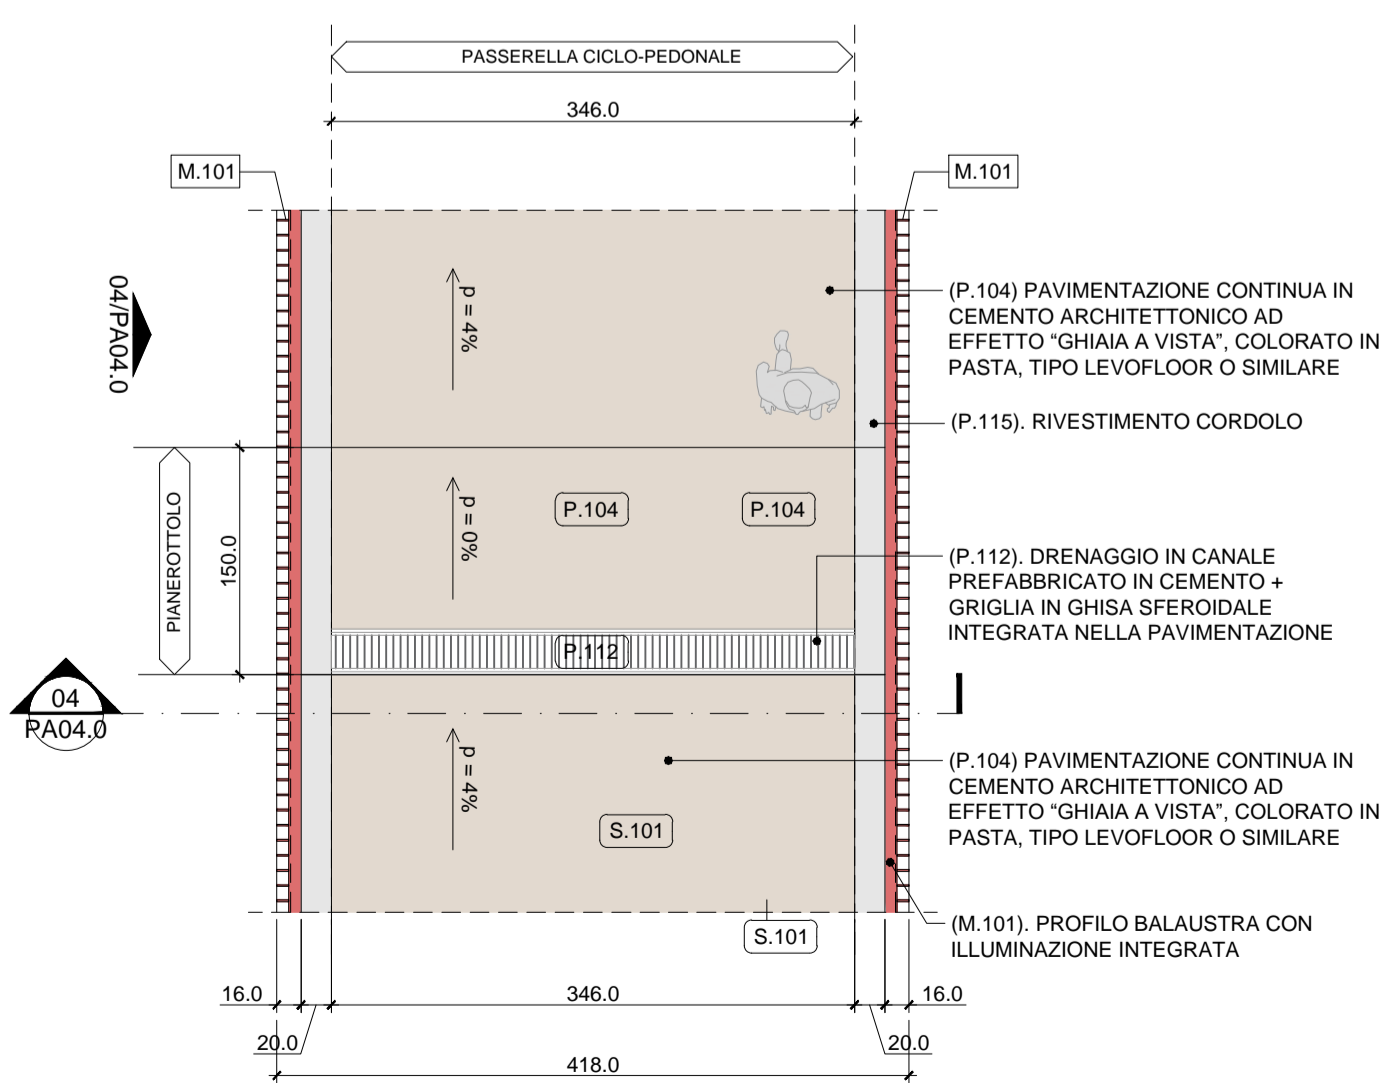 PASSERELLA CICLO-PEDONALE
346.0
M.101
M.101
04/PA04.0
p = 4%
(P.104) PAVIMENTAZIONE CONTINUA IN
CEMENTO ARCHITETTONICO AD
EFFETTO “GHIAIA A VISTA”, COLORATO IN
PASTA, TIPO LEVOFLOOR O SIMILARE
(P.115). RIVESTIMENTO CORDOLO
PIANEROTTOLO
150.0
p = 0%
P.104
P.104
(P.112). DRENAGGIO IN CANALE
PREFABBRICATO IN CEMENTO +
GRIGLIA IN GHISA SFEROIDALE
INTEGRATA NELLA PAVIMENTAZIONE
P.112
04
PA04.0
p = 4%
(P.104) PAVIMENTAZIONE CONTINUA IN
CEMENTO ARCHITETTONICO AD
EFFETTO “GHIAIA A VISTA”, COLORATO IN
PASTA, TIPO LEVOFLOOR O SIMILARE
S.101
S.101
(M.101). PROFILO BALAUSTRA CON
ILLUMINAZIONE INTEGRATA
16.0
346.0
16.0
20.0
20.0
418.0